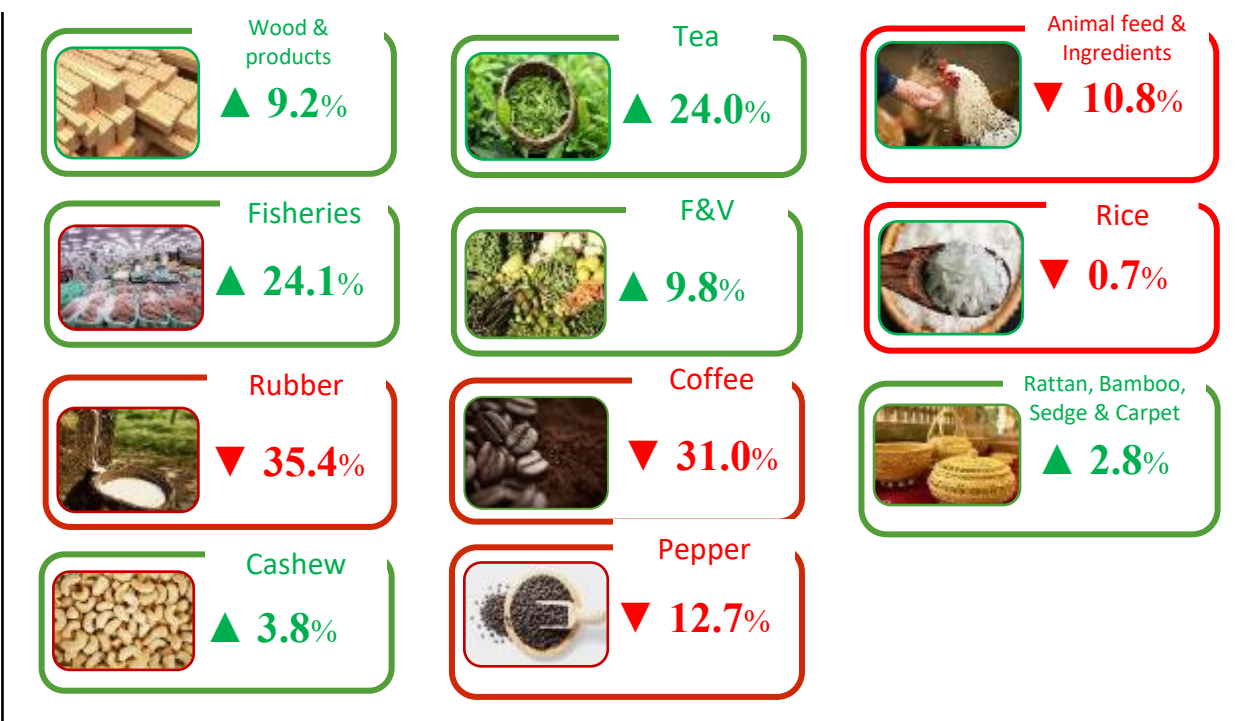 Wood &
products
▲ 9.2%
Tea
▲ 24.0%
Animal feed &
Ingredients
▼ 10.8%
Fisheries
▲ 24.1%
F&V
▲ 9.8%
Rice
▼ 0.7%
Rubber
▼ 35.4%
Coffee
▼ 31.0%
Rattan, Bamboo,
Sedge & Carpet
▲ 2.8%
Cashew
▲ 3.8%
Pepper
▼ 12.7%